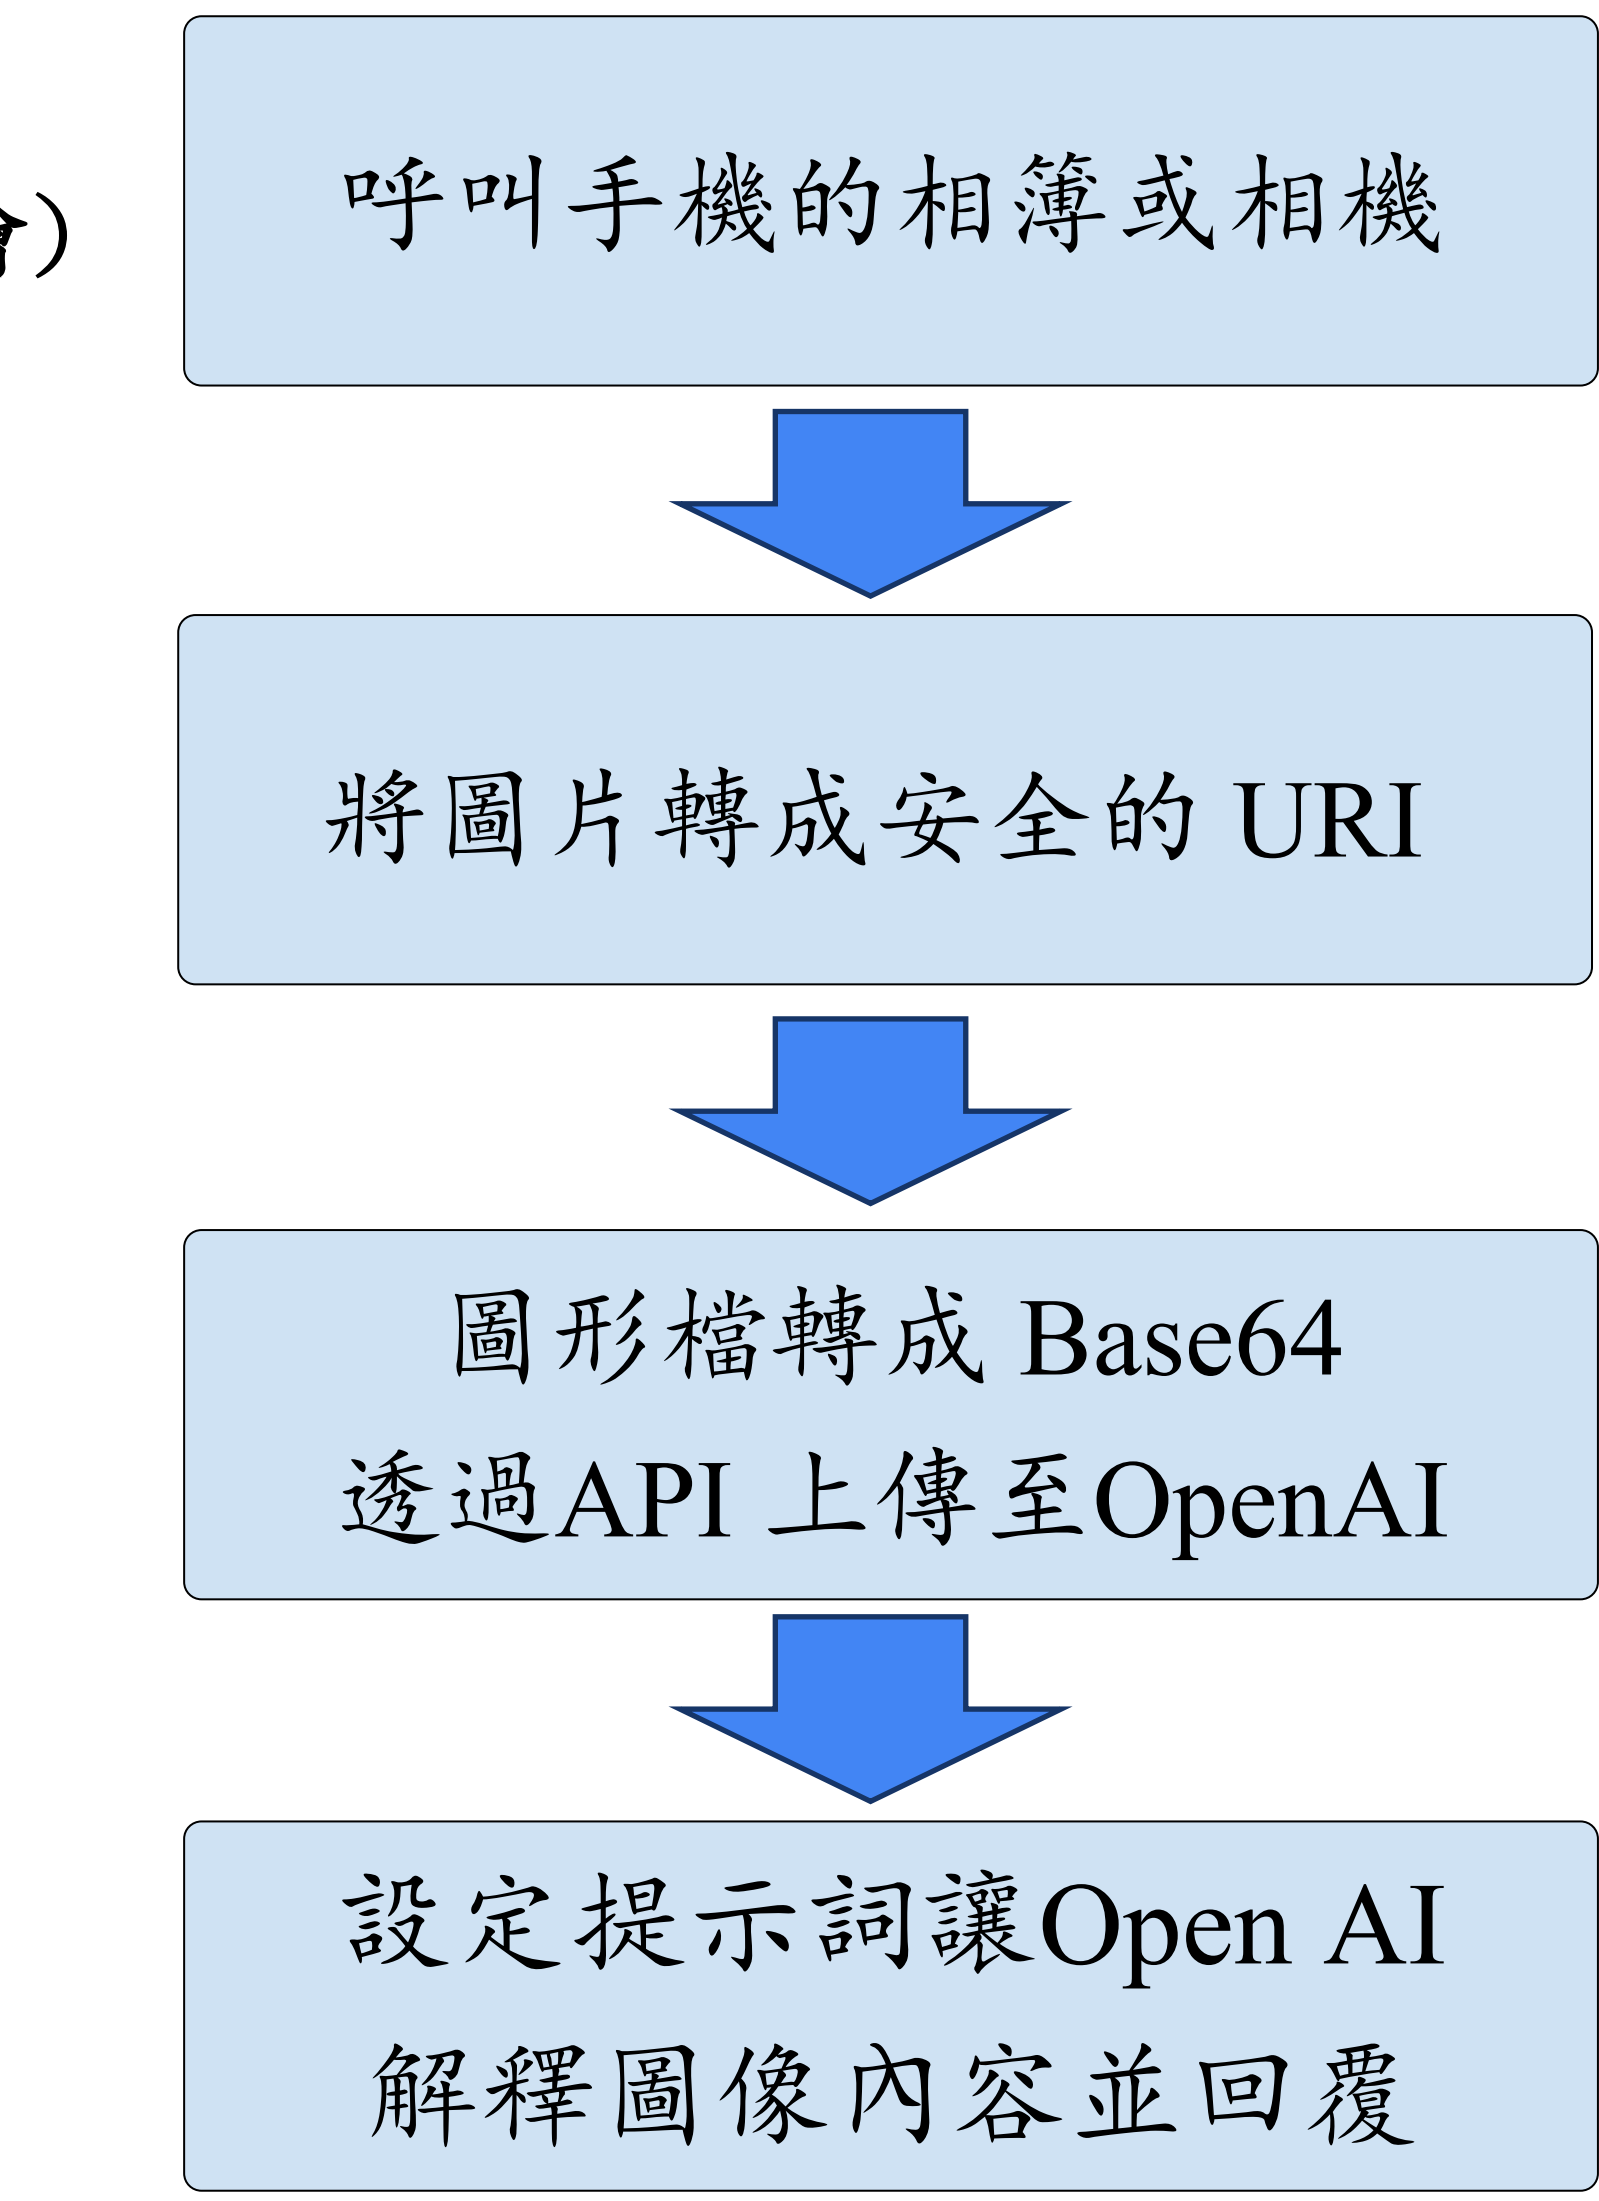 呼叫手機的相簿或相機
)
將圖片轉成安全的 URI
圖形檔轉成 Base64
透過API 上傳至OpenAI
設定提示詞讓Open AI
解釋圖像內容並回覆